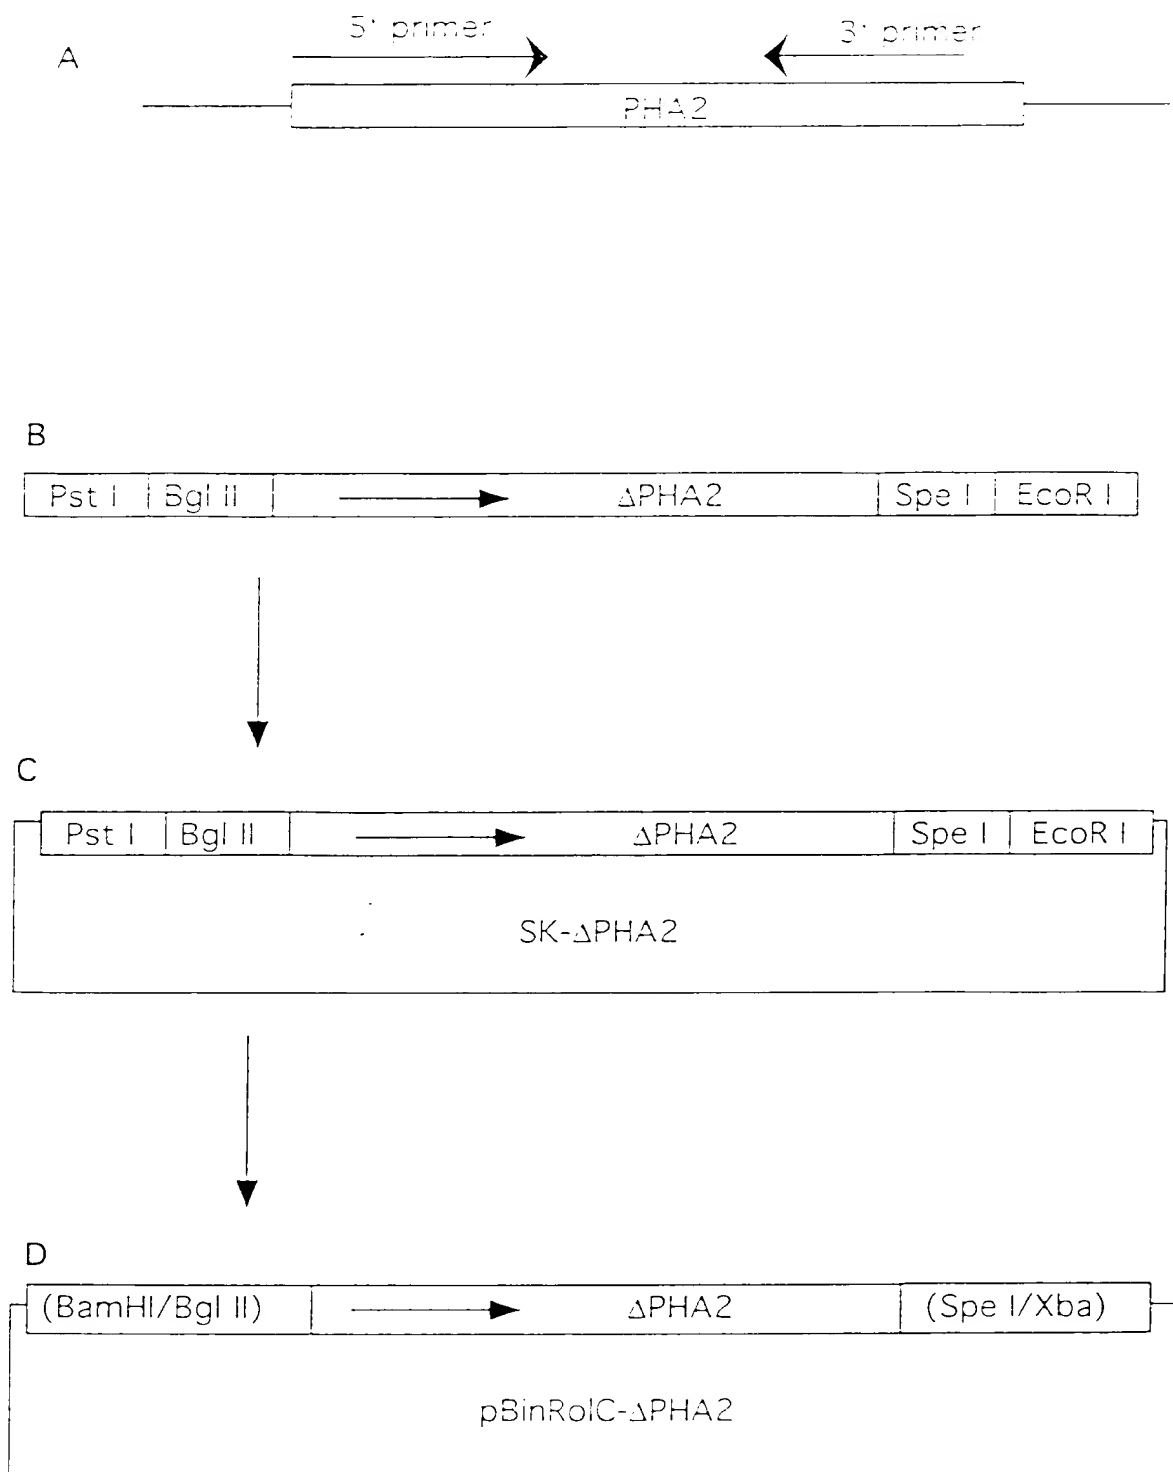 A
5' primer
3' primer
PHA2
B
Pst I Bgl II ΔPHA2 Spe I EcoR I
C
Pst I Bgl II ΔPHA2 Spe I EcoR I
SK-ΔPHA2
D
(BamHI/Bgl II) ΔPHA2 (Spe I/Xba)
pBinRolC-ΔPHA2